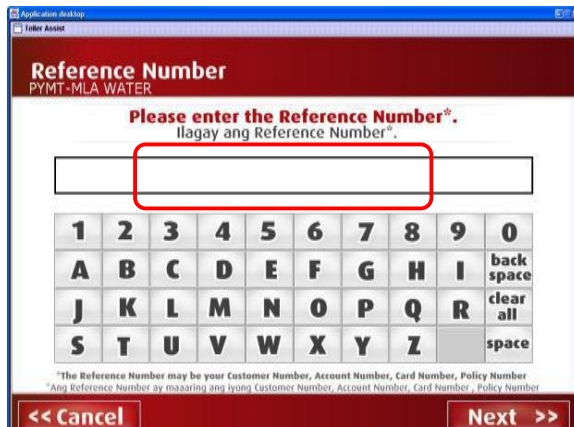 Application desktop
Teller Assist
Reference Number
PYMT-MLA WATER
Please enter the Reference Number*.
Ilagay ang Reference Number*.
1 2 3 4 5 6 7 8 9 0
A B C D E F G H I back space
J K L M N O P Q R clear all
S T U V W X Y Z space
*The Reference Number may be your Customer Number, Account Number, Card Number, Policy Number
*Ang Reference Number ay maaaring ang iyong Customer Number, Account Number, Card Number , Policy Number
<< Cancel Next >>